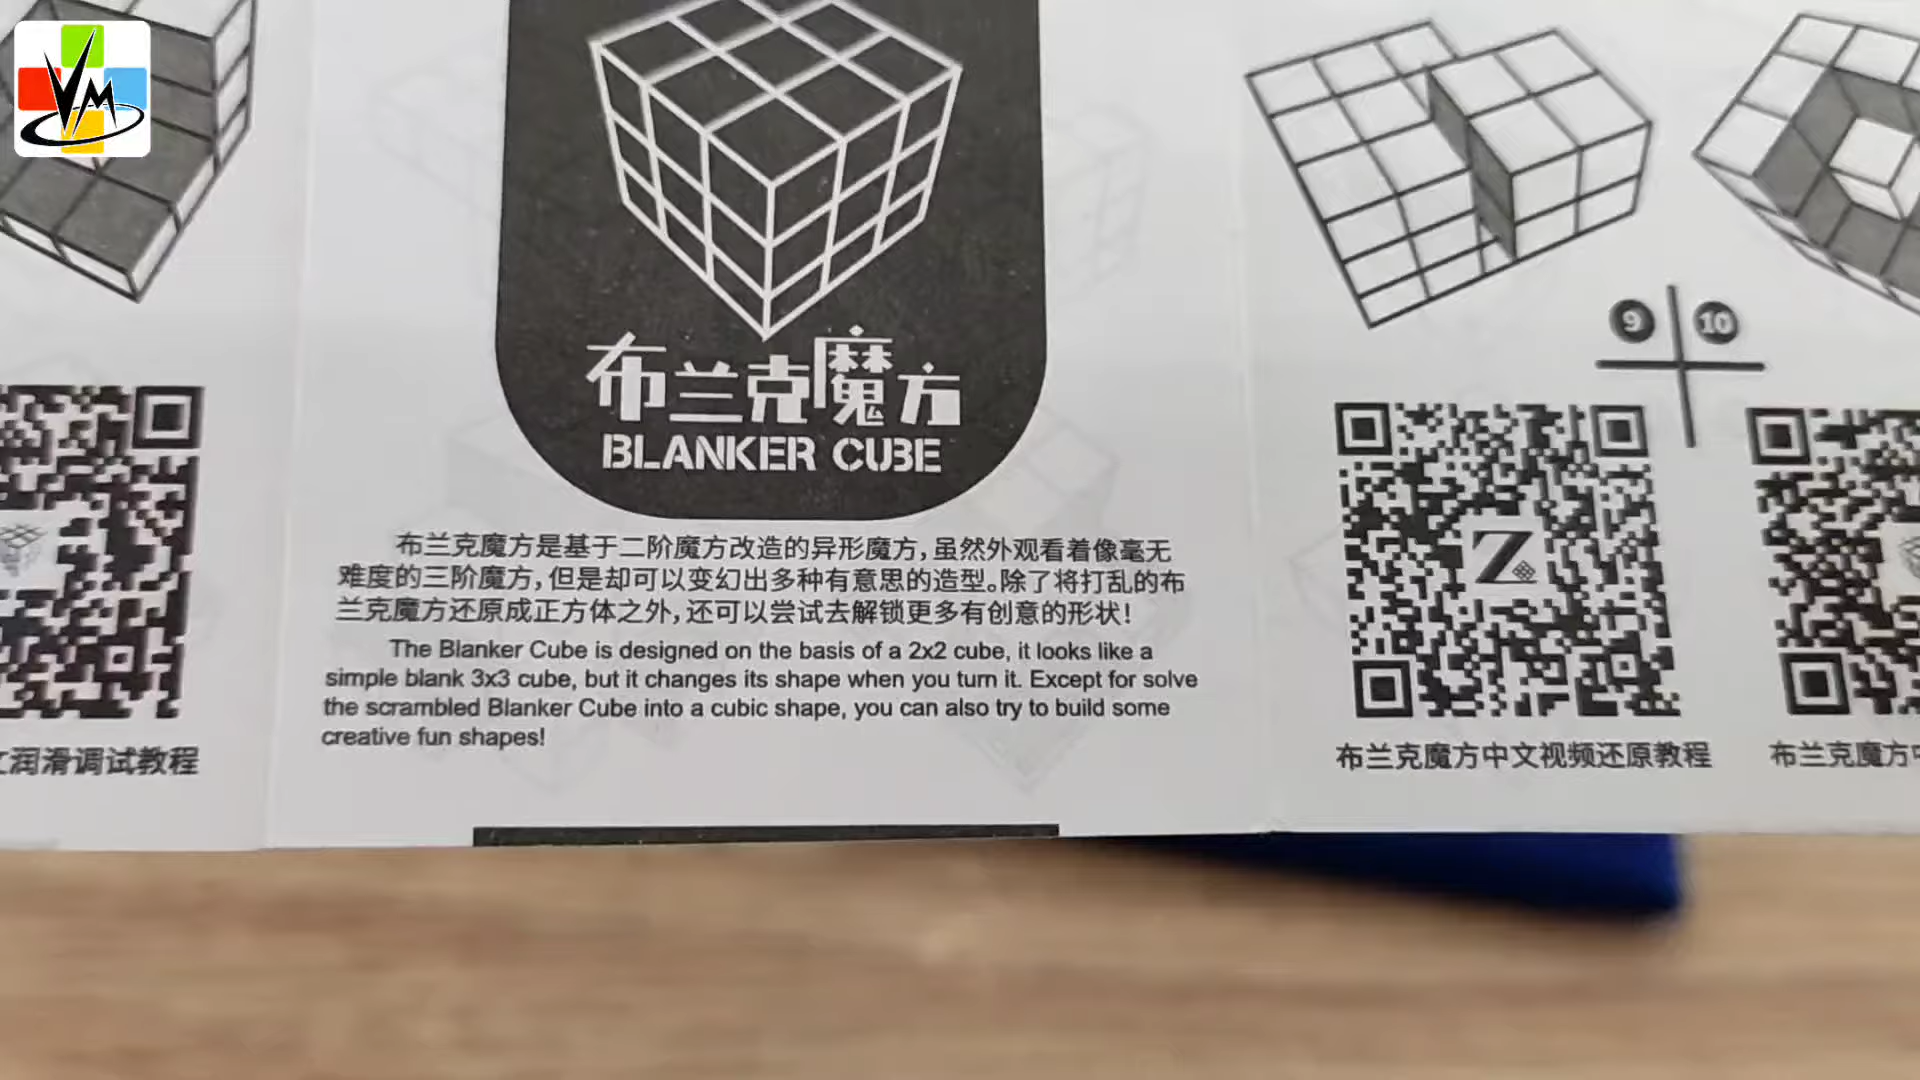 VM
布兰克魔方
BLANKER CUBE
布兰克魔方是基于二阶魔方改造的异形魔方,虽然外观看着像毫无
难度的三阶魔方,但是却可以变幻出多种有意思的造型。除了将打乱的布
兰克魔方还原成正方体之外,还可以尝试去解锁更多有创意的形状!
The Blanker Cube is designed on the basis of a 2x2 cube, it looks like a
simple blank 3x3 cube, but it changes its shape when you turn it. Except for solve
the scrambled Blanker Cube into a cubic shape, you can also try to build some
creative fun shapes!
润滑调试教程
9 10
Z
布兰克魔方中文视频还原教程
布兰克魔方